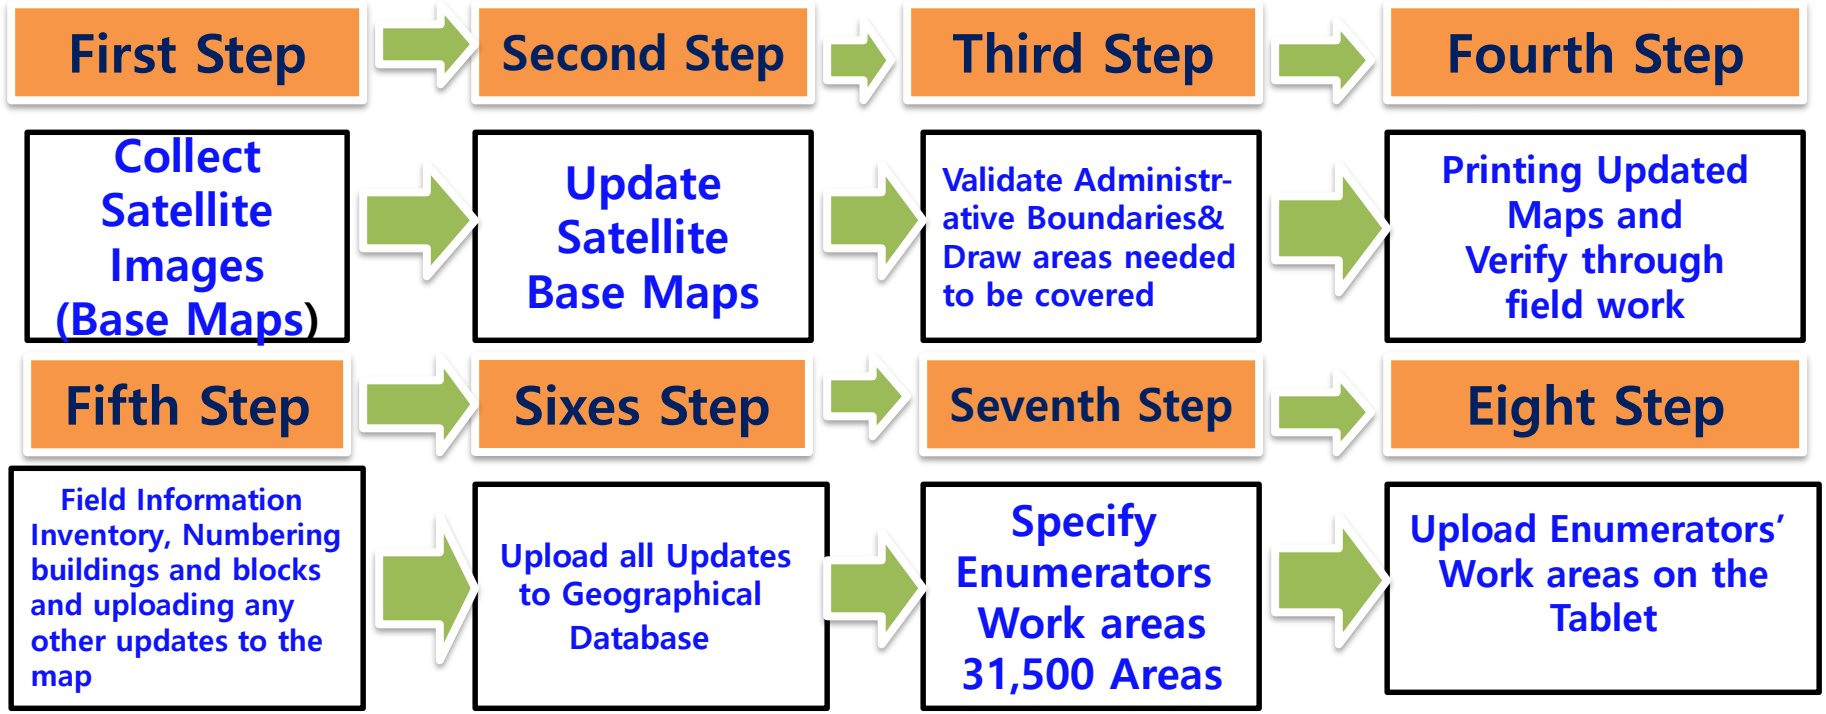 First Step
Second Step
Third Step
Fourth Step
Collect
Satellite
Images
(Base Maps)
Update
Satellite
Base Maps
Validate Administr-
ative Boundaries&
Draw areas needed
to be covered
Printing Updated
Maps and
Verify through
field work
Fifth Step
Sixes Step
Seventh Step
Eight Step
Field Information
Inventory, Numbering
buildings and blocks
and uploading any
other updates to the
map
Upload all Updates
to Geographical
Database
Specify
Enumerators
Work areas
31,500 Areas
Upload Enumerators’
Work areas on the
Tablet